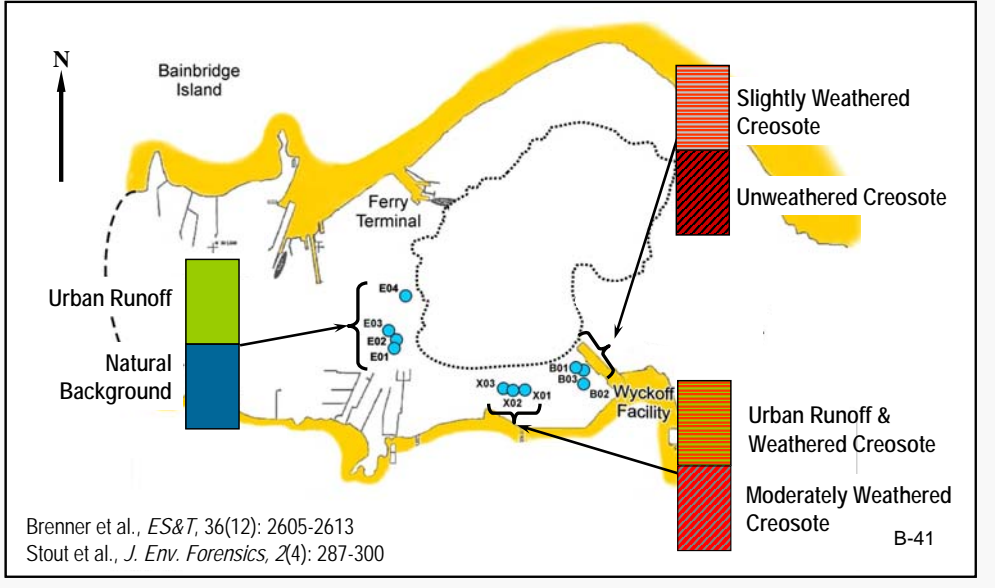 N
Bainbridge
Island
Slightly Weathered
Creosote
Unweathered Creosote
Ferry
Terminal
Urban Runoff
Natural
Background
E04
E03
E02
E01
B01
B03
B02
X03
X02
X01
Wyckoff
Facility
Urban Runoff &
Weathered Creosote
Moderately Weathered
Creosote
Brenner et al., ES&T, 36(12): 2605-2613
Stout et al., J. Env. Forensics, 2(4): 287-300
B-41